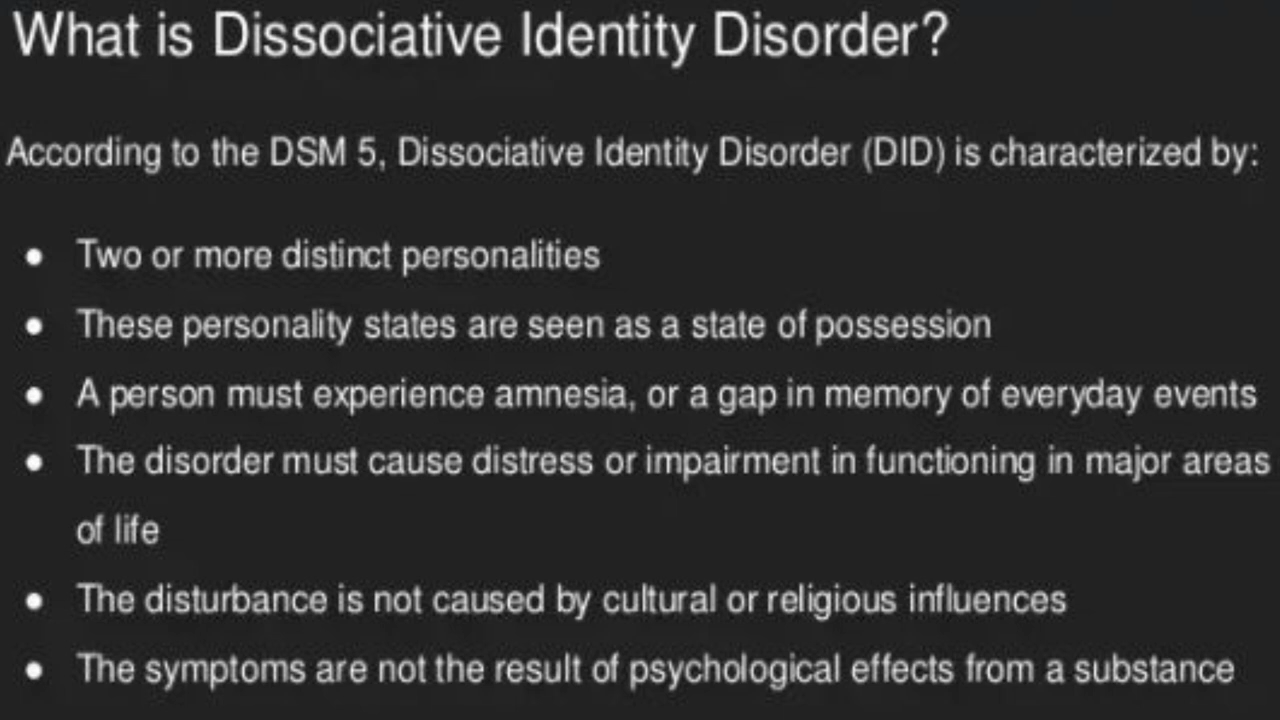 What is Dissociative Identity Disorder?
According to the DSM 5, Dissociative Identity Disorder (DID) is characterized by:
● Two or more distinct personalities
● These personality states are seen as a state of possession
● A person must experience amnesia, or a gap in memory of everyday events
● The disorder must cause distress or impairment in functioning in major areas
of life
● The disturbance is not caused by cultural or religious influences
● The symptoms are not the result of psychological effects from a substance